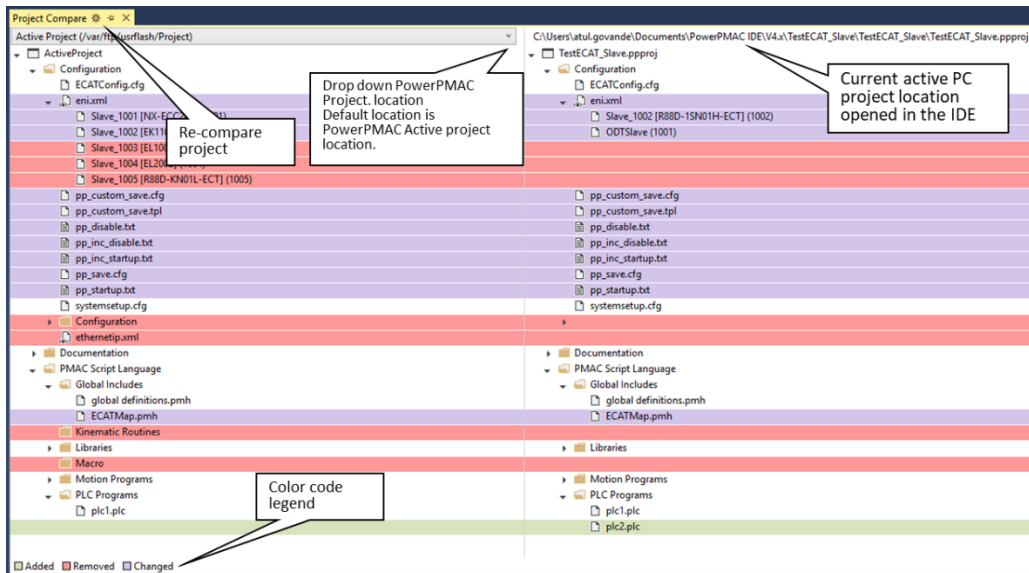 Project Compare
Active Project (/var/ftp/usrflash/Project)
C:\Users\atul.govande\Documents\PowerPMAC IDE\V4.x\TestECAT_Slave\TestECAT_Slave\TestECAT_Slave.ppproj
ActiveProject
Configuration
ECATConfig.cfg
eni.xml
Slave_1001 [NX-ECC
Slave_1002 [EK11
Slave_1003 [EL10
Slave_1004 [EL200
Slave_1005 [R88D-KN01L-ECT] (1005)
pp_custom_save.cfg
pp_custom_save.tpl
pp_disable.txt
pp_inc_disable.txt
pp_inc_startup.txt
pp_save.cfg
pp_startup.txt
systemsetup.cfg
Configuration
ethernetip.xml
Documentation
PMAC Script Language
Global Includes
global definitions.pmh
ECATMap.pmh
Kinematic Routines
Libraries
Macro
Motion Programs
PLC Programs
plc1.plc
TestECAT_Slave.ppproj
Configuration
ECATConfig.cfg
eni.xml
Slave_1002 [R88D-1SN01H-ECT] (1002)
ODTSlave (1001)
pp_custom_save.cfg
pp_custom_save.tpl
pp_disable.txt
pp_inc_disable.txt
pp_inc_startup.txt
pp_save.cfg
pp_startup.txt
systemsetup.cfg
Documentation
PMAC Script Language
Global Includes
global definitions.pmh
ECATMap.pmh
Libraries
Motion Programs
PLC Programs
plc1.plc
plc2.plc
Re-compare
project
Drop down PowerPMAC
Project. location
Default location is
PowerPMAC Active project
location.
Current active PC
project location
opened in the IDE
Color code
legend
Added Removed Changed